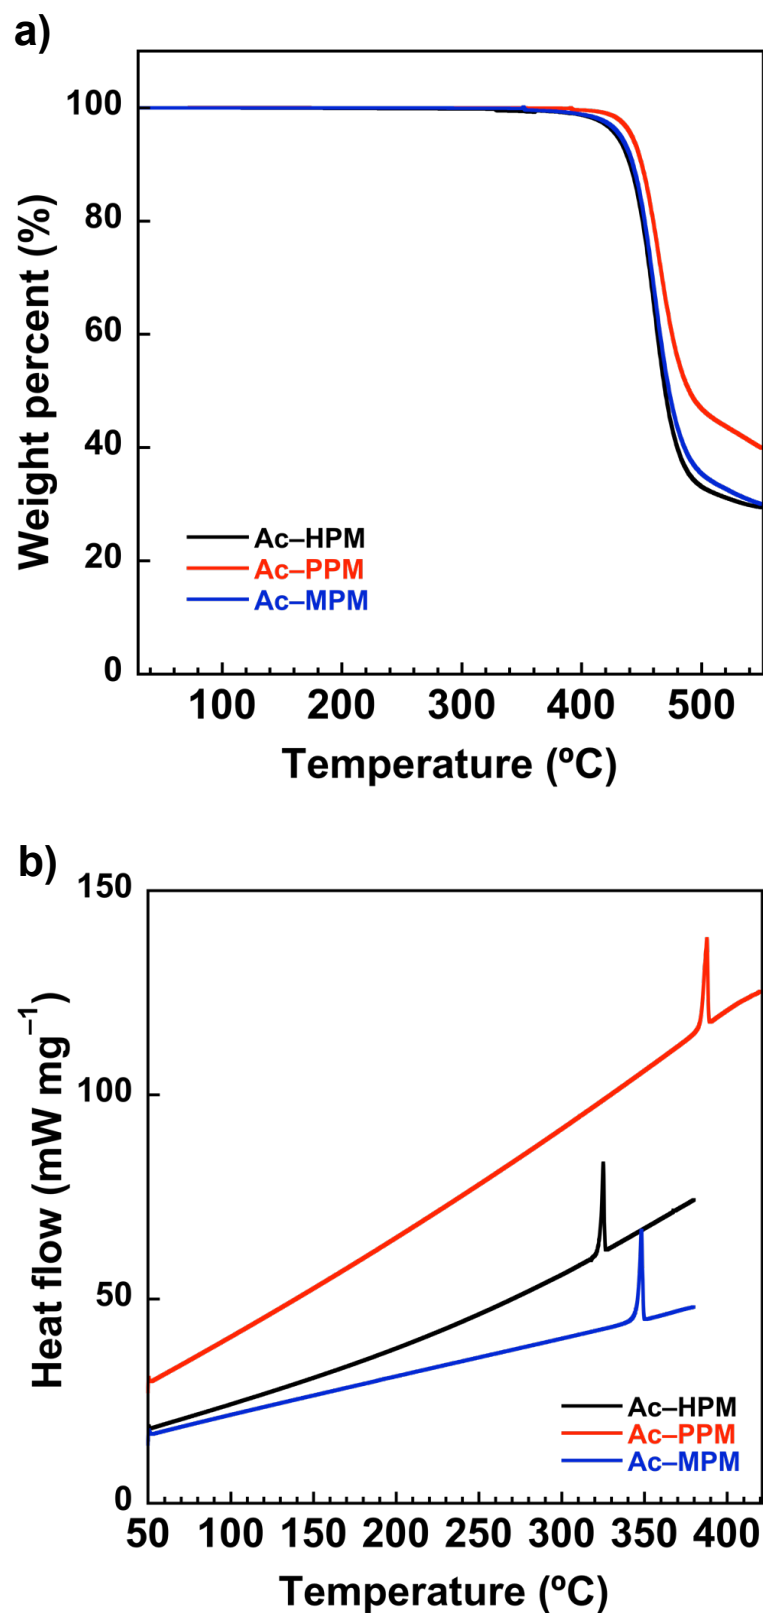 a)
Weight percent (%)
100
80
60
40
20
0
Ac–HPM
Ac–PPM
Ac–MPM
100 200 300 400 500
Temperature (ºC)
b)
Heat flow (mW mg⁻¹)
150
100
50
0
Ac–HPM
Ac–PPM
Ac–MPM
50 100 150 200 250 300 350 400
Temperature (ºC)